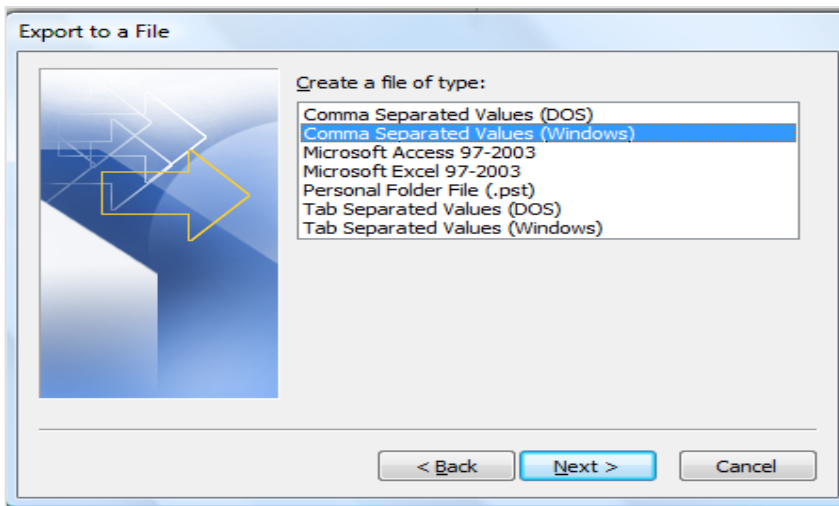 Export to a File
Create a file of type:
Comma Separated Values (DOS)
Comma Separated Values (Windows)
Microsoft Access 97-2003
Microsoft Excel 97-2003
Personal Folder File (.pst)
Tab Separated Values (DOS)
Tab Separated Values (Windows)
< Back Next > Cancel